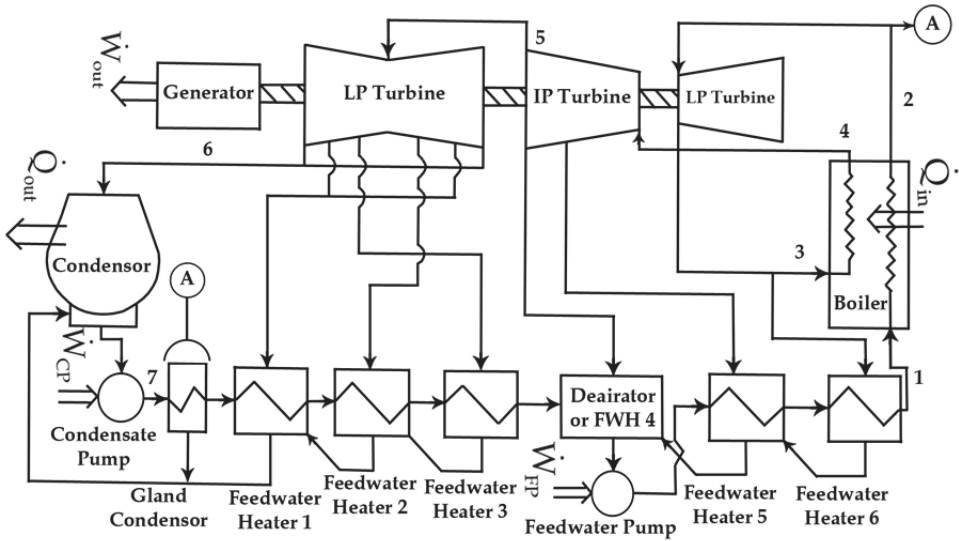 A
5
Ẇout
Generator
LP Turbine
IP Turbine
LP Turbine
2
4
6
Q̇out
Q̇in
3
Condensor
Boiler
A
ẆCP
7
1
Deairator
or FWH 4
Condensate
Pump
ẆFP
Gland
Condensor
Feedwater
Heater 1
Feedwater
Heater 2
Feedwater
Heater 3
Feedwater Pump
Feedwater
Heater 5
Feedwater
Heater 6